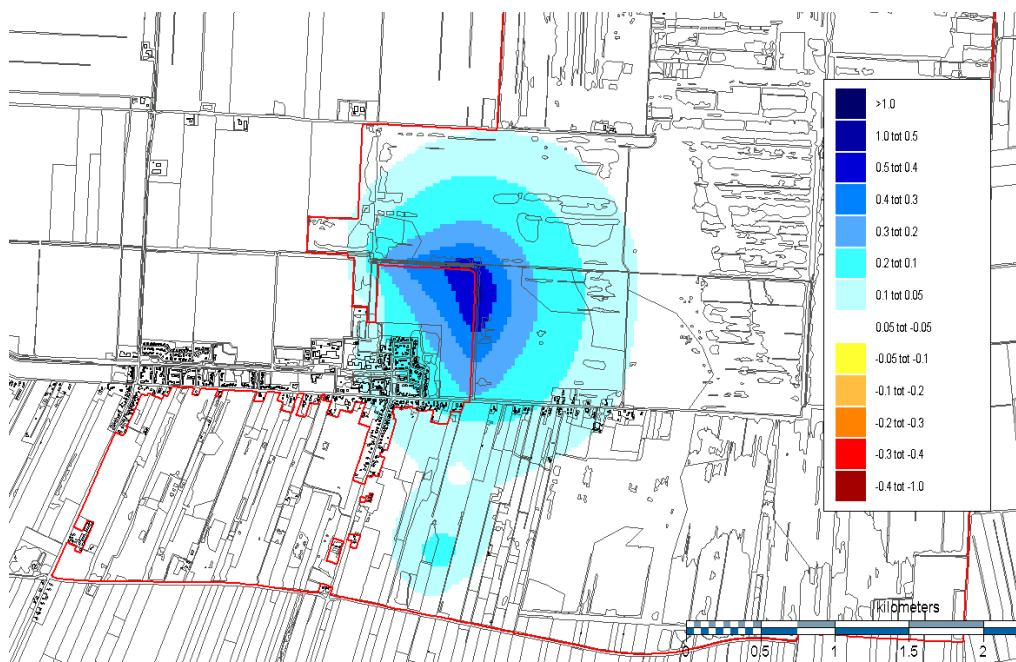 >1.0
1.0 tot 0.5
0.5 tot 0.4
0.4 tot 0.3
0.3 tot 0.2
0.2 tot 0.1
0.1 tot 0.05
0.05 tot -0.05
-0.05 tot -0.1
-0.1 tot -0.2
-0.2 tot -0.3
-0.3 tot -0.4
-0.4 tot -1.0
kilometers
0 0.5 1 1.5 2